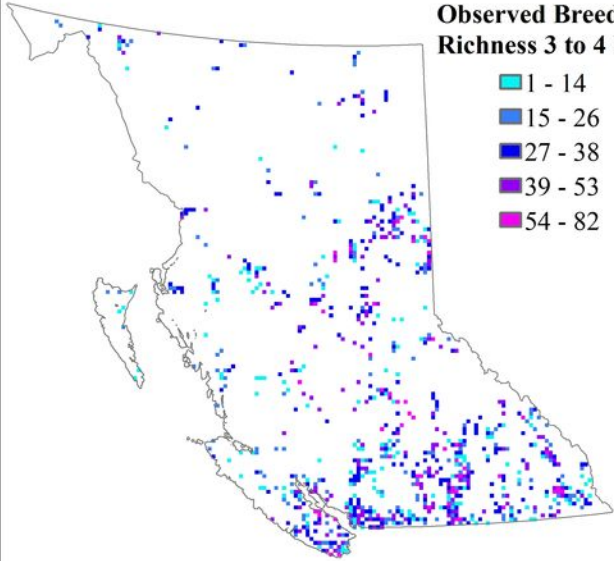 Observed Breed
Richness 3 to 4
1 - 14
15 - 26
27 - 38
39 - 53
54 - 82